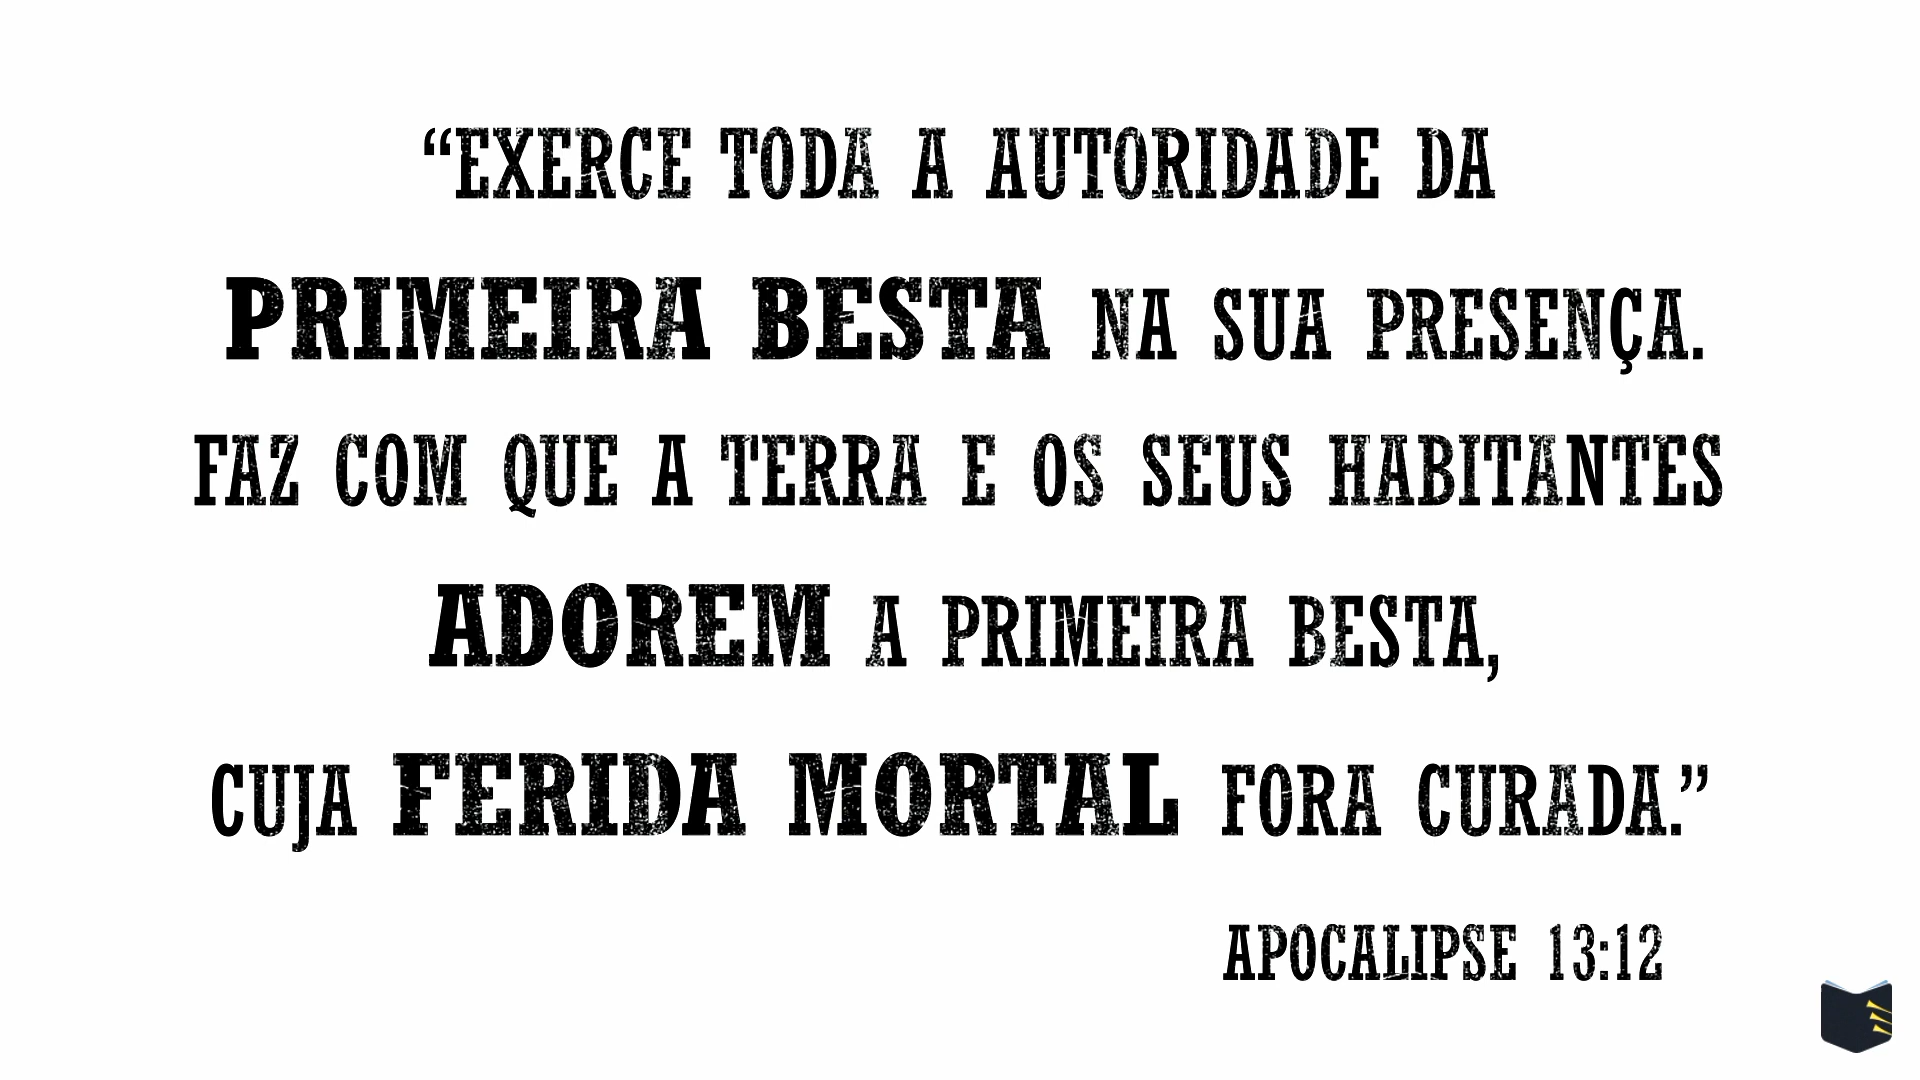 “EXERCE TODA A AUTORIDADE DA
PRIMEIRA BESTA NA SUA PRESENÇA.
FAZ COM QUE A TERRA E OS SEUS HABITANTES
ADOREM A PRIMEIRA BESTA,
CUJA FERIDA MORTAL FORA CURADA.”
APOCALIPSE 13:12